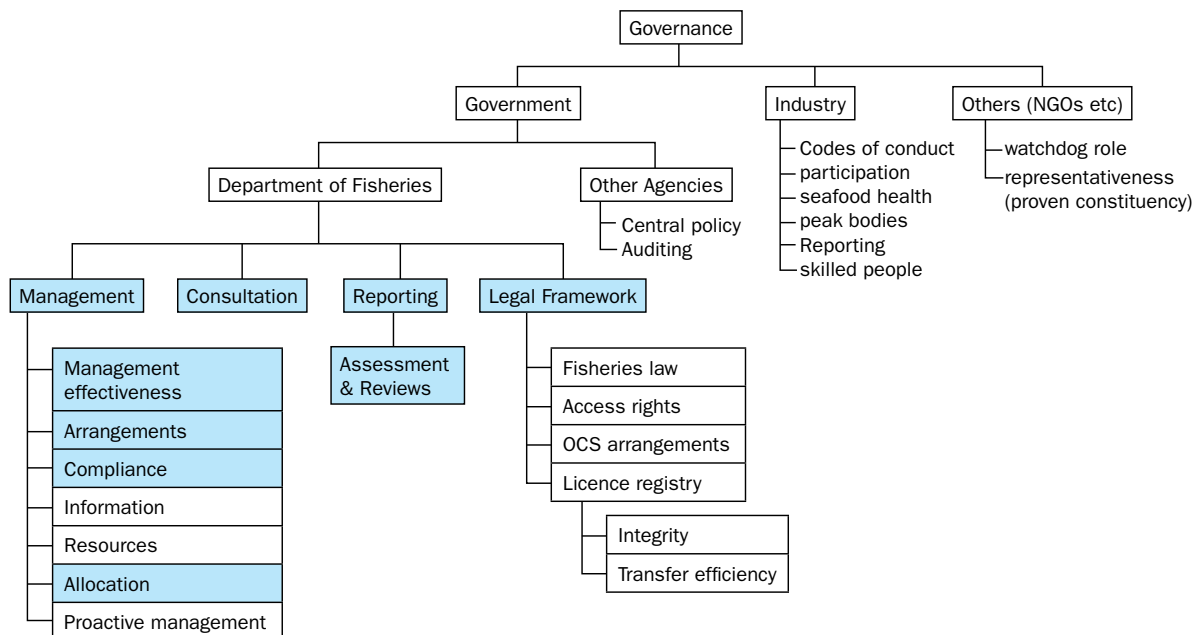 Governance
Government
Industry
Others (NGOs etc)
Codes of conduct
participation
seafood health
peak bodies
Reporting
skilled people
watchdog role
representativeness
(proven constituency)
Department of Fisheries
Other Agencies
Central policy
Auditing
Management
Consultation
Reporting
Legal Framework
Management
effectiveness
Arrangements
Compliance
Information
Resources
Allocation
Proactive management
Assessment
& Reviews
Fisheries law
Access rights
OCS arrangements
Licence registry
Integrity
Transfer efficiency